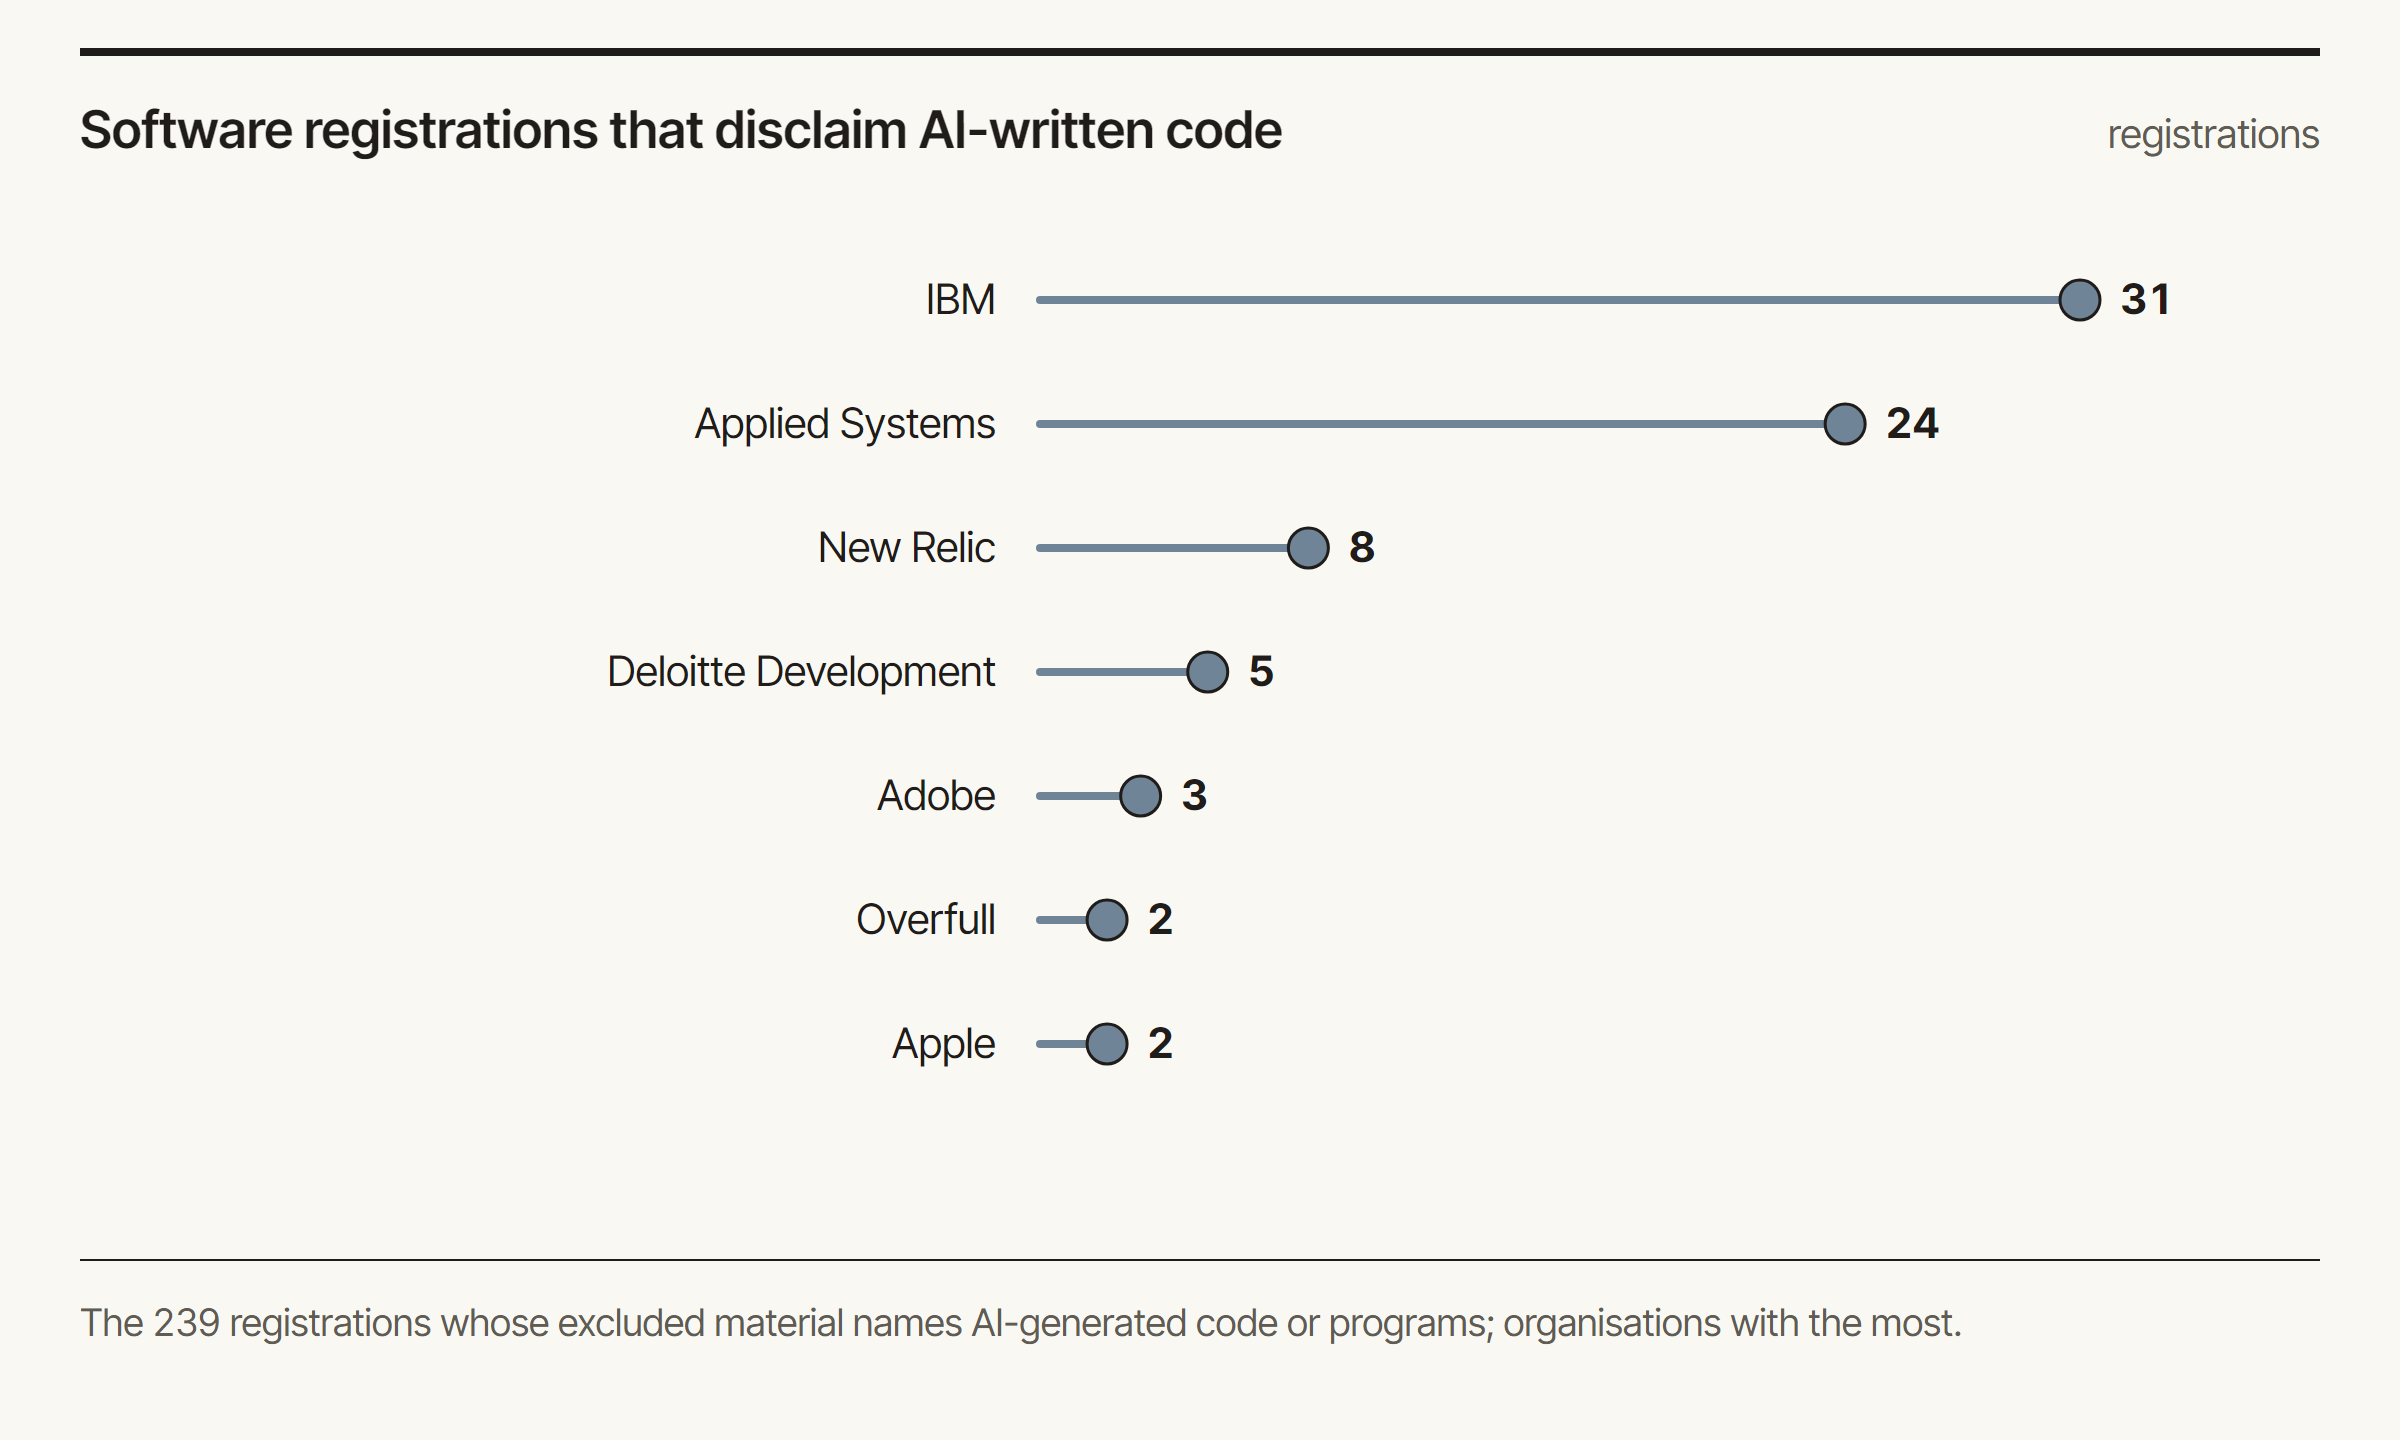 Software registrations that disclaim AI-written code
registrations
IBM 31
Applied Systems 24
New Relic 8
Deloitte Development 5
Adobe 3
Overfull 2
Apple 2
The 239 registrations whose excluded material names AI-generated code or programs; organisations with the most.